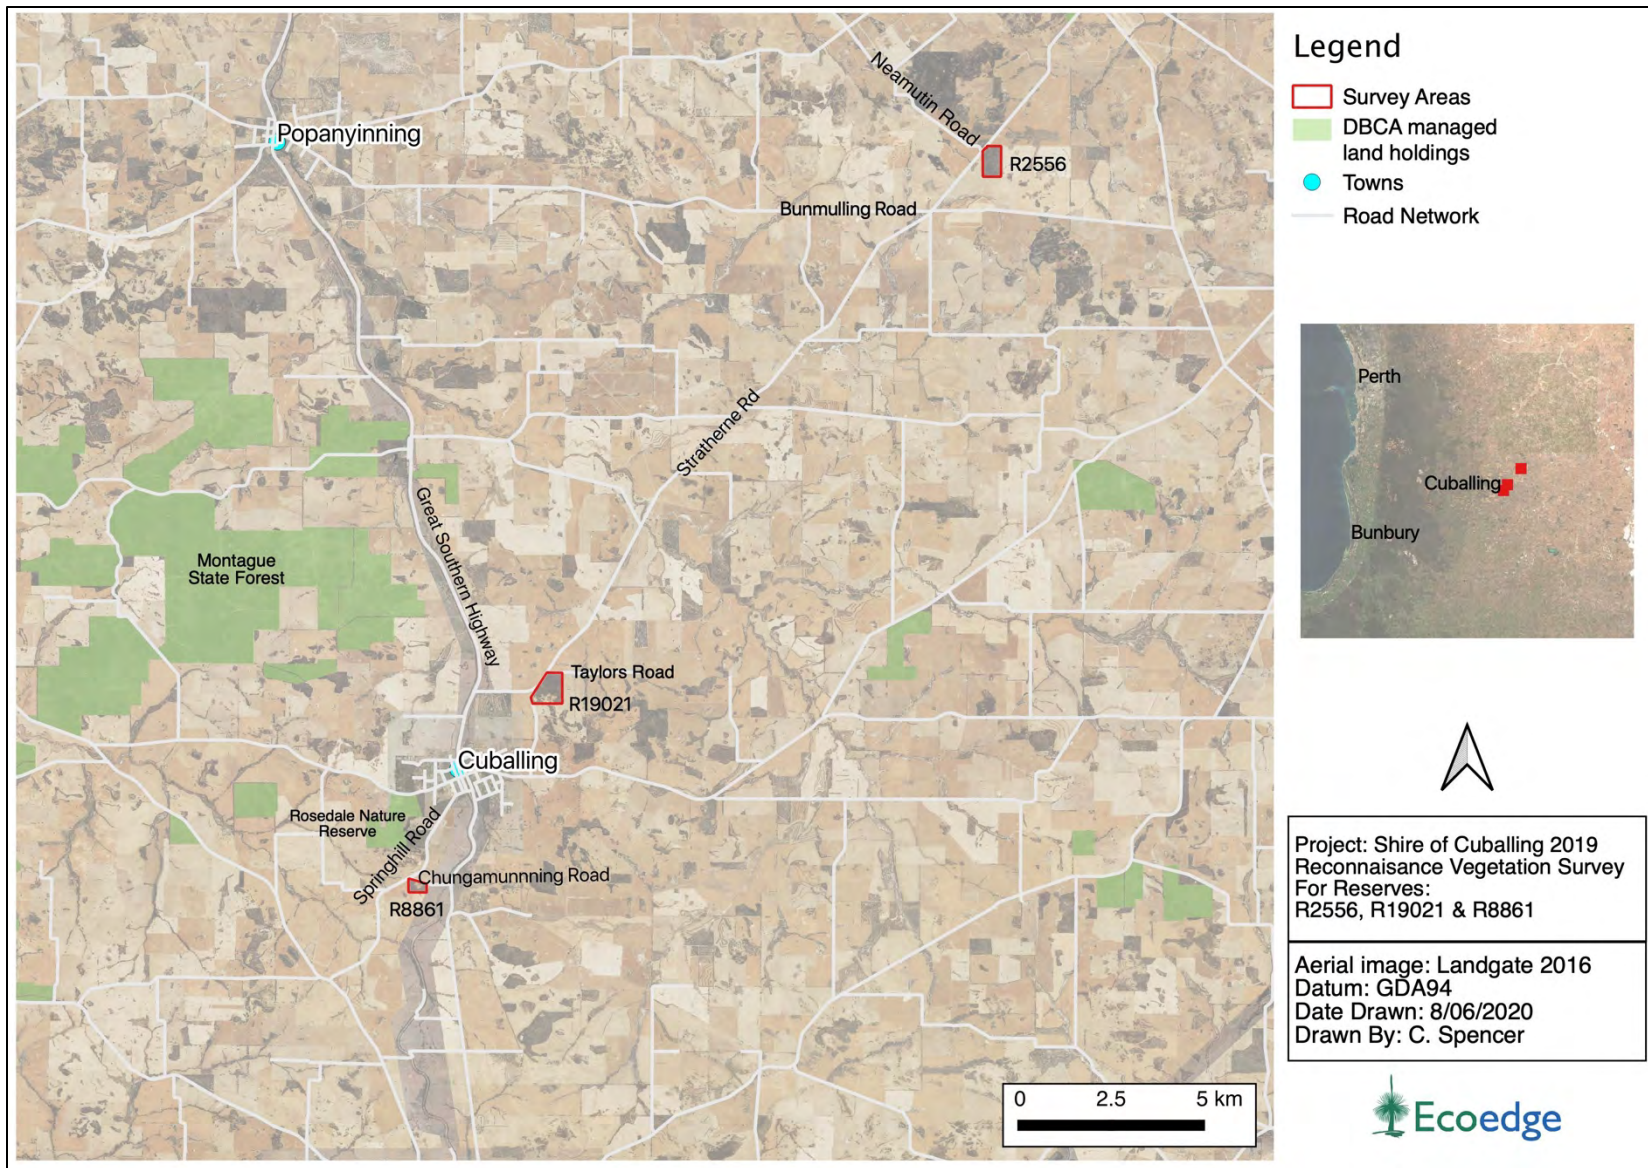 Neamutin Road
Popanyinning
R2556
Bunmulling Road
Stratherne Rd
Great Southern Highway
Montague
State Forest
Taylors Road
R19021
Cuballing
Rosedale Nature
Reserve
Springhill Road
Chungamunnning Road
R8861
0 2.5 5 km
Legend
Survey Areas
DBCA managed
land holdings
Towns
Road Network
Perth
Cuballing
Bunbury
Project: Shire of Cuballing 2019
Reconnaisance Vegetation Survey
For Reserves:
R2556, R19021 & R8861
Aerial image: Landgate 2016
Datum: GDA94
Date Drawn: 8/06/2020
Drawn By: C. Spencer
Ecoedge